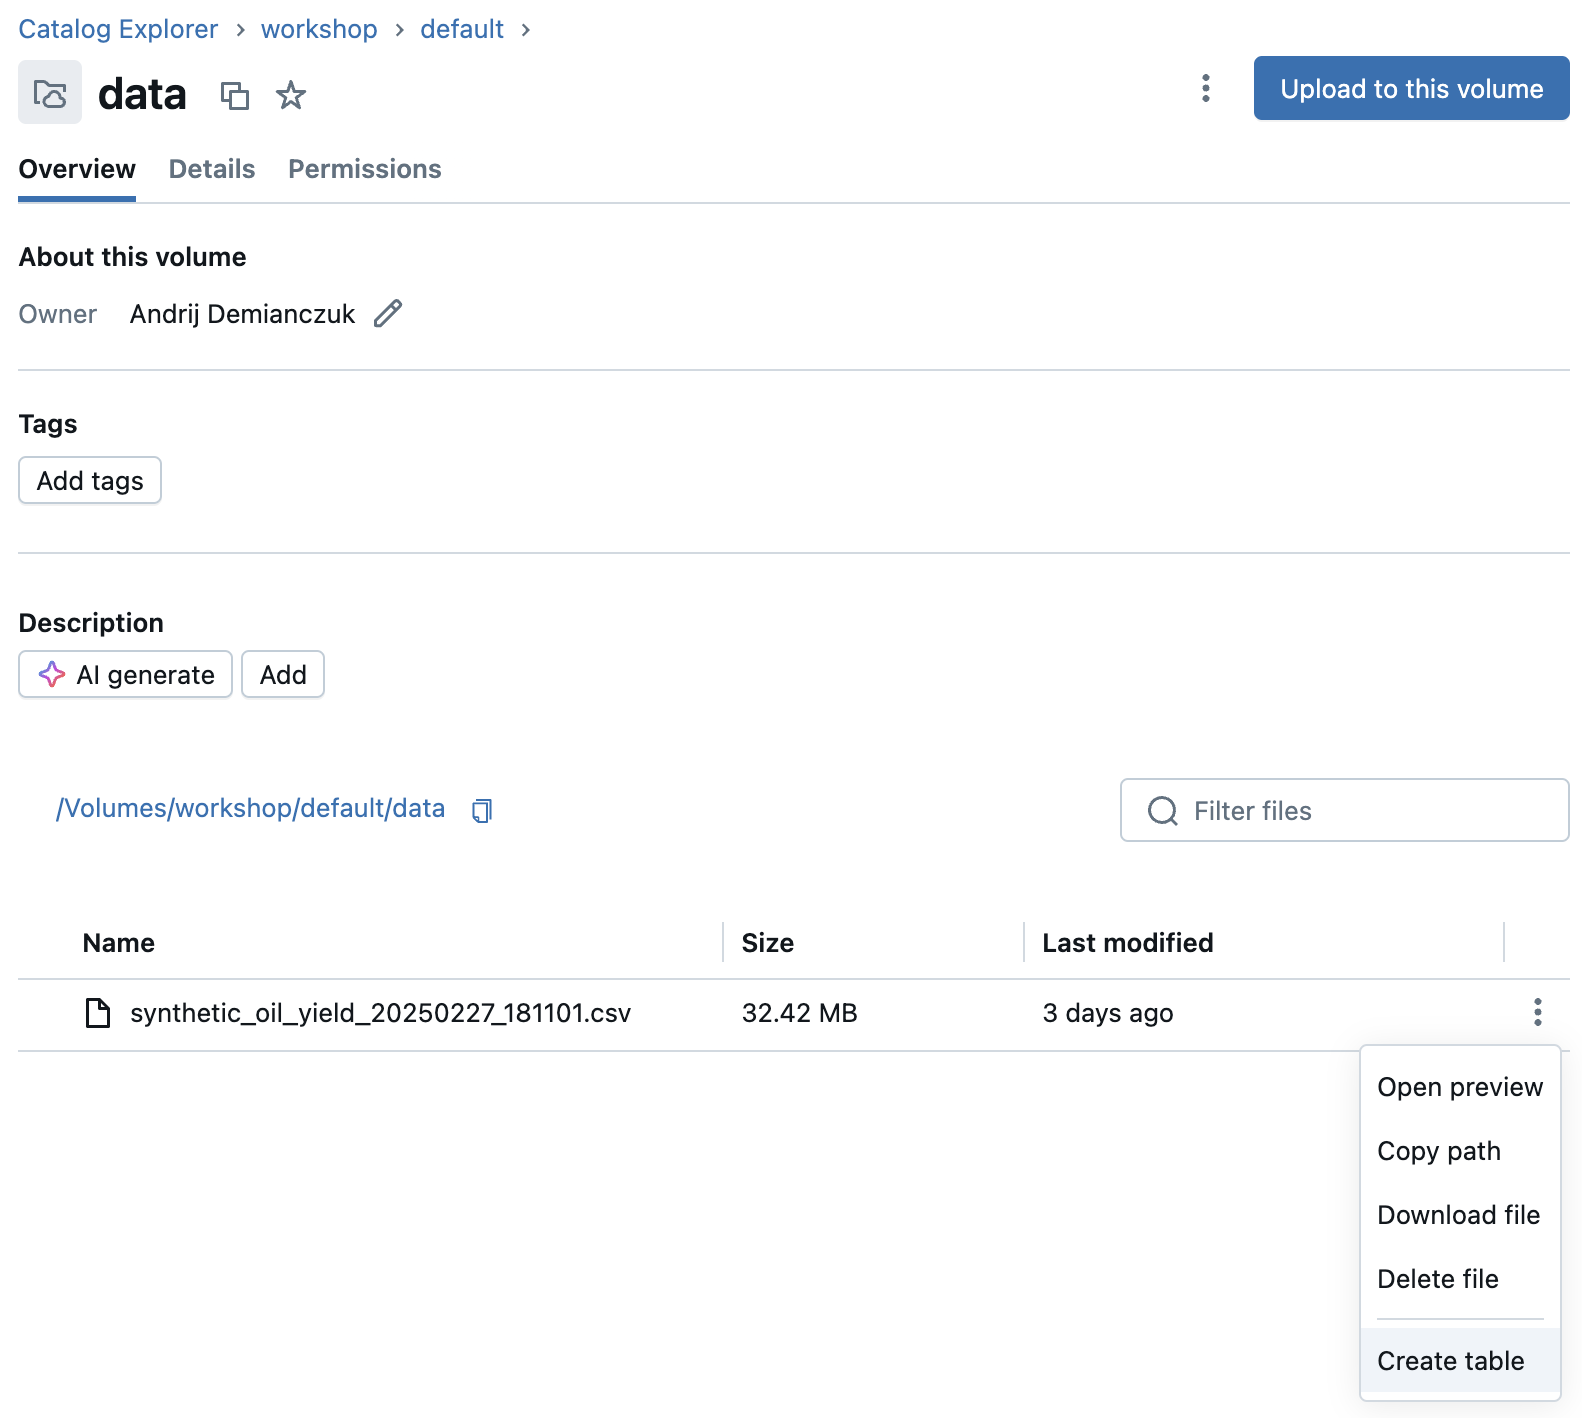 Catalog Explorer > workshop > default >
data
Upload to this volume
Overview Details Permissions
About this volume
Owner Andrij Demianczuk
Tags
Add tags
Description
AI generate Add
/Volumes/workshop/default/data
Filter files
Name Size Last modified
synthetic_oil_yield_20250227_181101.csv 32.42 MB 3 days ago
Open preview
Copy path
Download file
Delete file
Create table